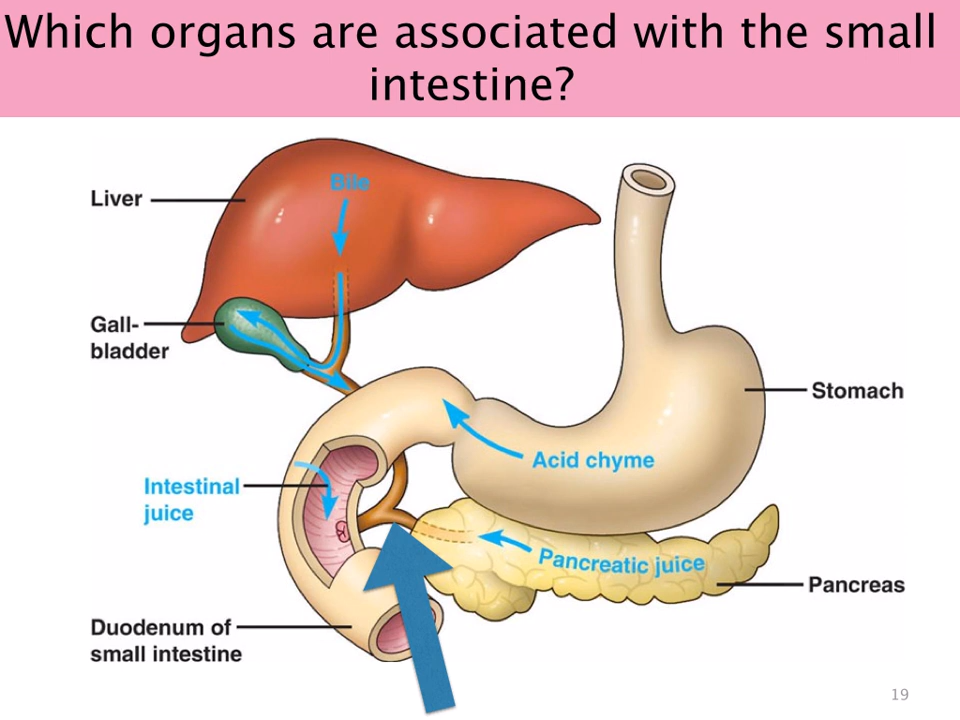 Which organs are associated with the small
intestine?
Bile
Liver
Gall-
bladder
Stomach
Acid chyme
Intestinal
juice
Pancreatic juice
Pancreas
Duodenum of
small intestine
19